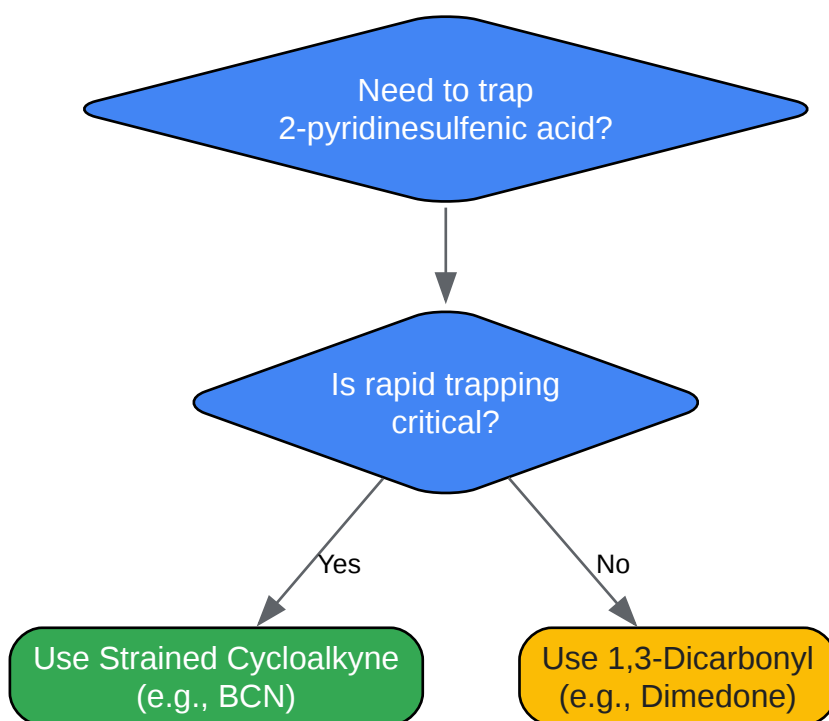 Need to trap
2-pyridinesulfenic acid?
Is rapid trapping
critical?
Yes
No
Use Strained Cycloalkyne
(e.g., BCN)
Use 1,3-Dicarbonyl
(e.g., Dimedone)